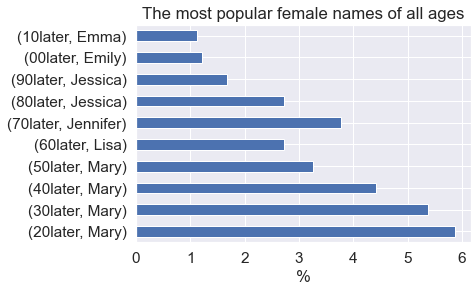 The most popular female names of all ages
(10later, Emma)
(00later, Emily)
(90later, Jessica)
(80later, Jessica)
(70later, Jennifer)
(60later, Lisa)
(50later, Mary)
(40later, Mary)
(30later, Mary)
(20later, Mary)
0 1 2 3 4 5 6
%